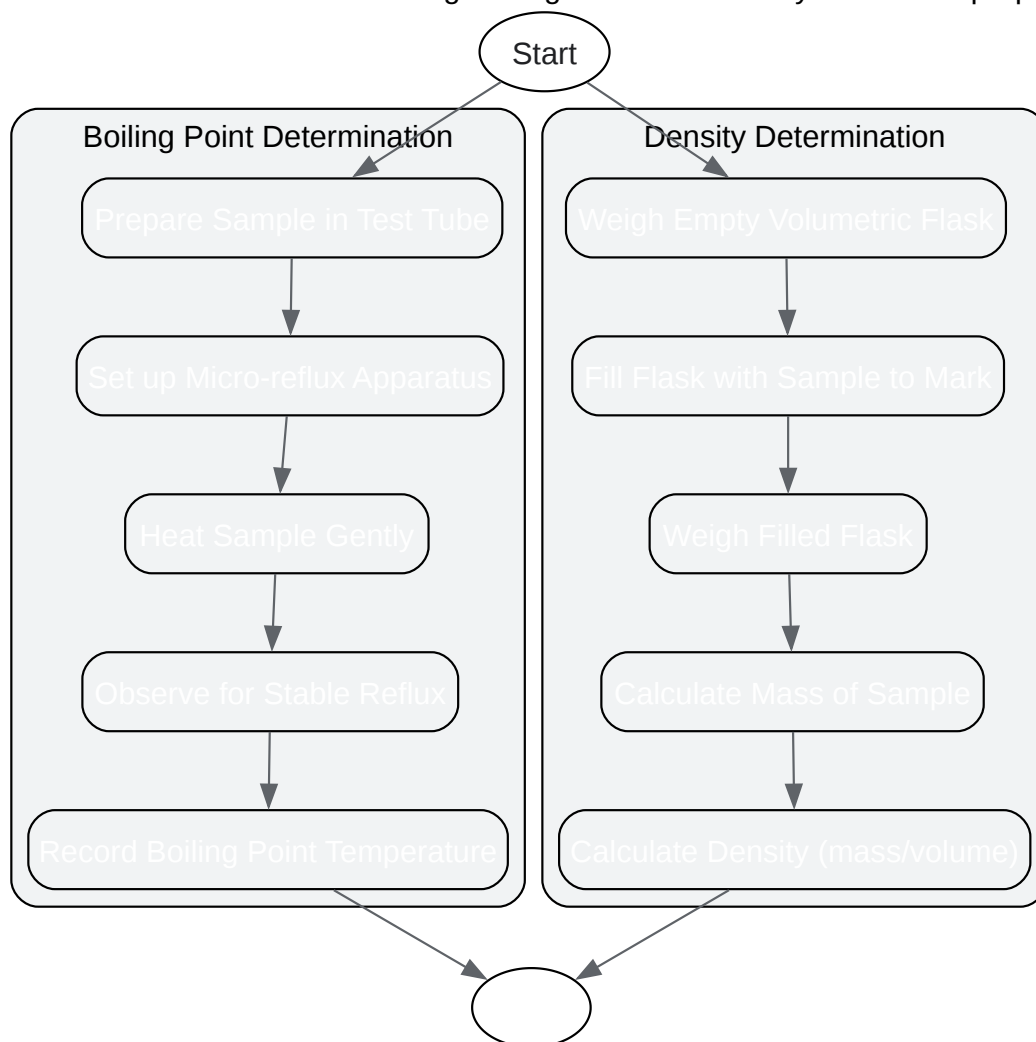 Start
Boiling Point Determination
Prepare Sample in Test Tube
Set up Micro-reflux Apparatus
Heat Sample Gently
Observe for Stable Reflux
Record Boiling Point Temperature
Density Determination
Weigh Empty Volumetric Flask
Fill Flask with Sample to Mark
Weigh Filled Flask
Calculate Mass of Sample
Calculate Density (mass/volume)